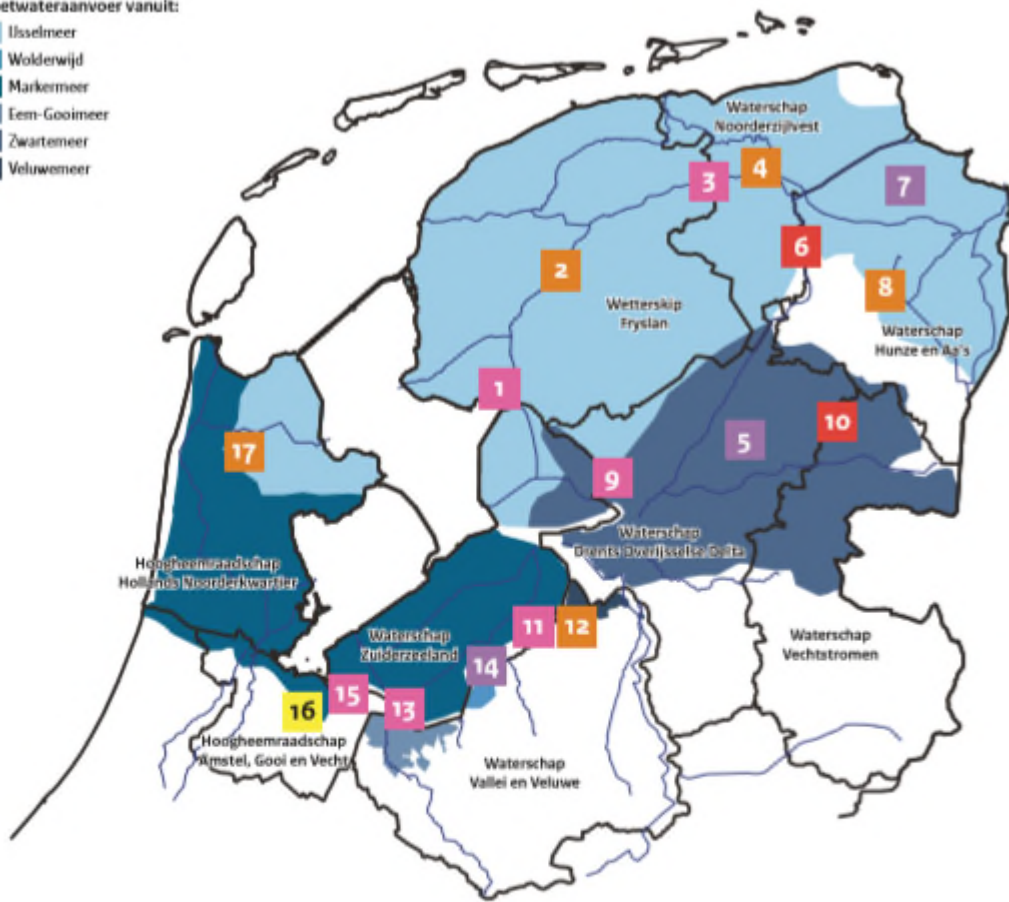 etwateraanvoer vanuit:
IJsselmeer
Wolderwijd
Markermeer
Eem-Gooimeer
Zwartemeer
Veluwemeer
Waterschap
Noorderzijlvest
3
4
7
6
2
8
Wetterskip
Fryslan
Waterschap
Hunze en Aa's
1
10
5
17
9
Waterschap
Drents Overijsselse Delta
Hoogheemraadschap
Hollands Noorderkwartier
11
12
Waterschap
Zuiderzeeland
Waterschap
Vechtstromen
14
15
13
16
Hoogheemraadschap
Amstel, Gooi en Vecht
Waterschap
Vallei en Veluwe